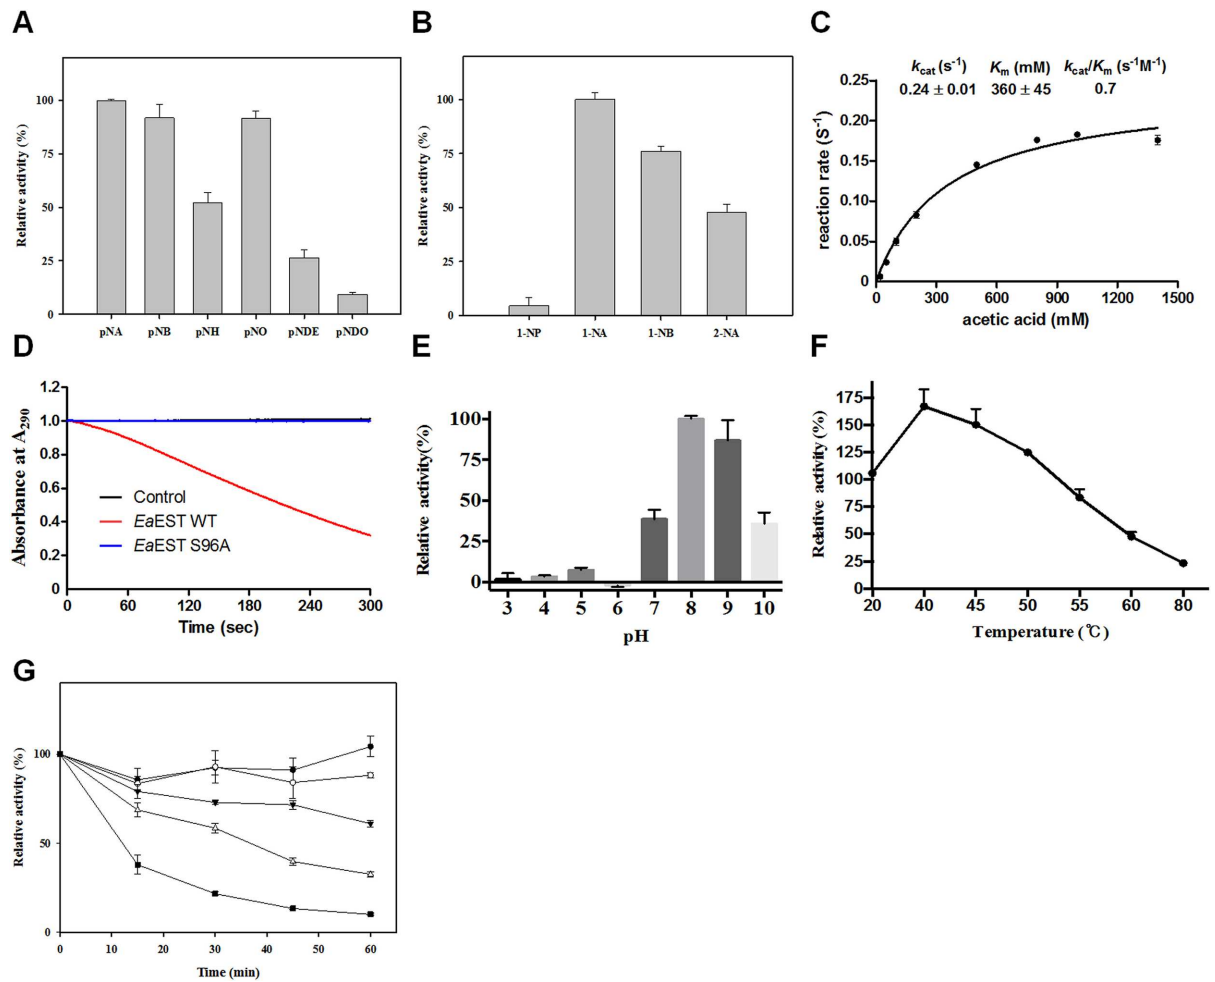 A
Relative activity (%)
100
75
50
25
0
pNA pNB pNH pNO pNDE pNDO
B
Relative activity (%)
100
75
50
25
0
1-NP 1-NA 1-NB 2-NA
C
kcat (s-1) Km (mM) kcat/Km (s-1M-1)
0.24 ± 0.01 360 ± 45 0.7
reaction rate (S-1)
0.25
0.20
0.15
0.10
0.05
0
0 300 600 900 1200 1500
acetic acid (mM)
D
Absorbance at A290
1.2
1.0
0.8
0.6
0.4
0.2
0
Control
EaEST WT
EaEST S96A
0 60 120 180 240 300
Time (sec)
E
Relative activity(%)
100
75
50
25
0
3 4 5 6 7 8 9 10
pH
F
Relative activity (%)
175
150
125
100
75
50
25
0
20 40 45 50 55 60 80
Temperature (℃)
G
Relative activity (%)
100
50
0
0 10 20 30 40 50 60
Time (min)